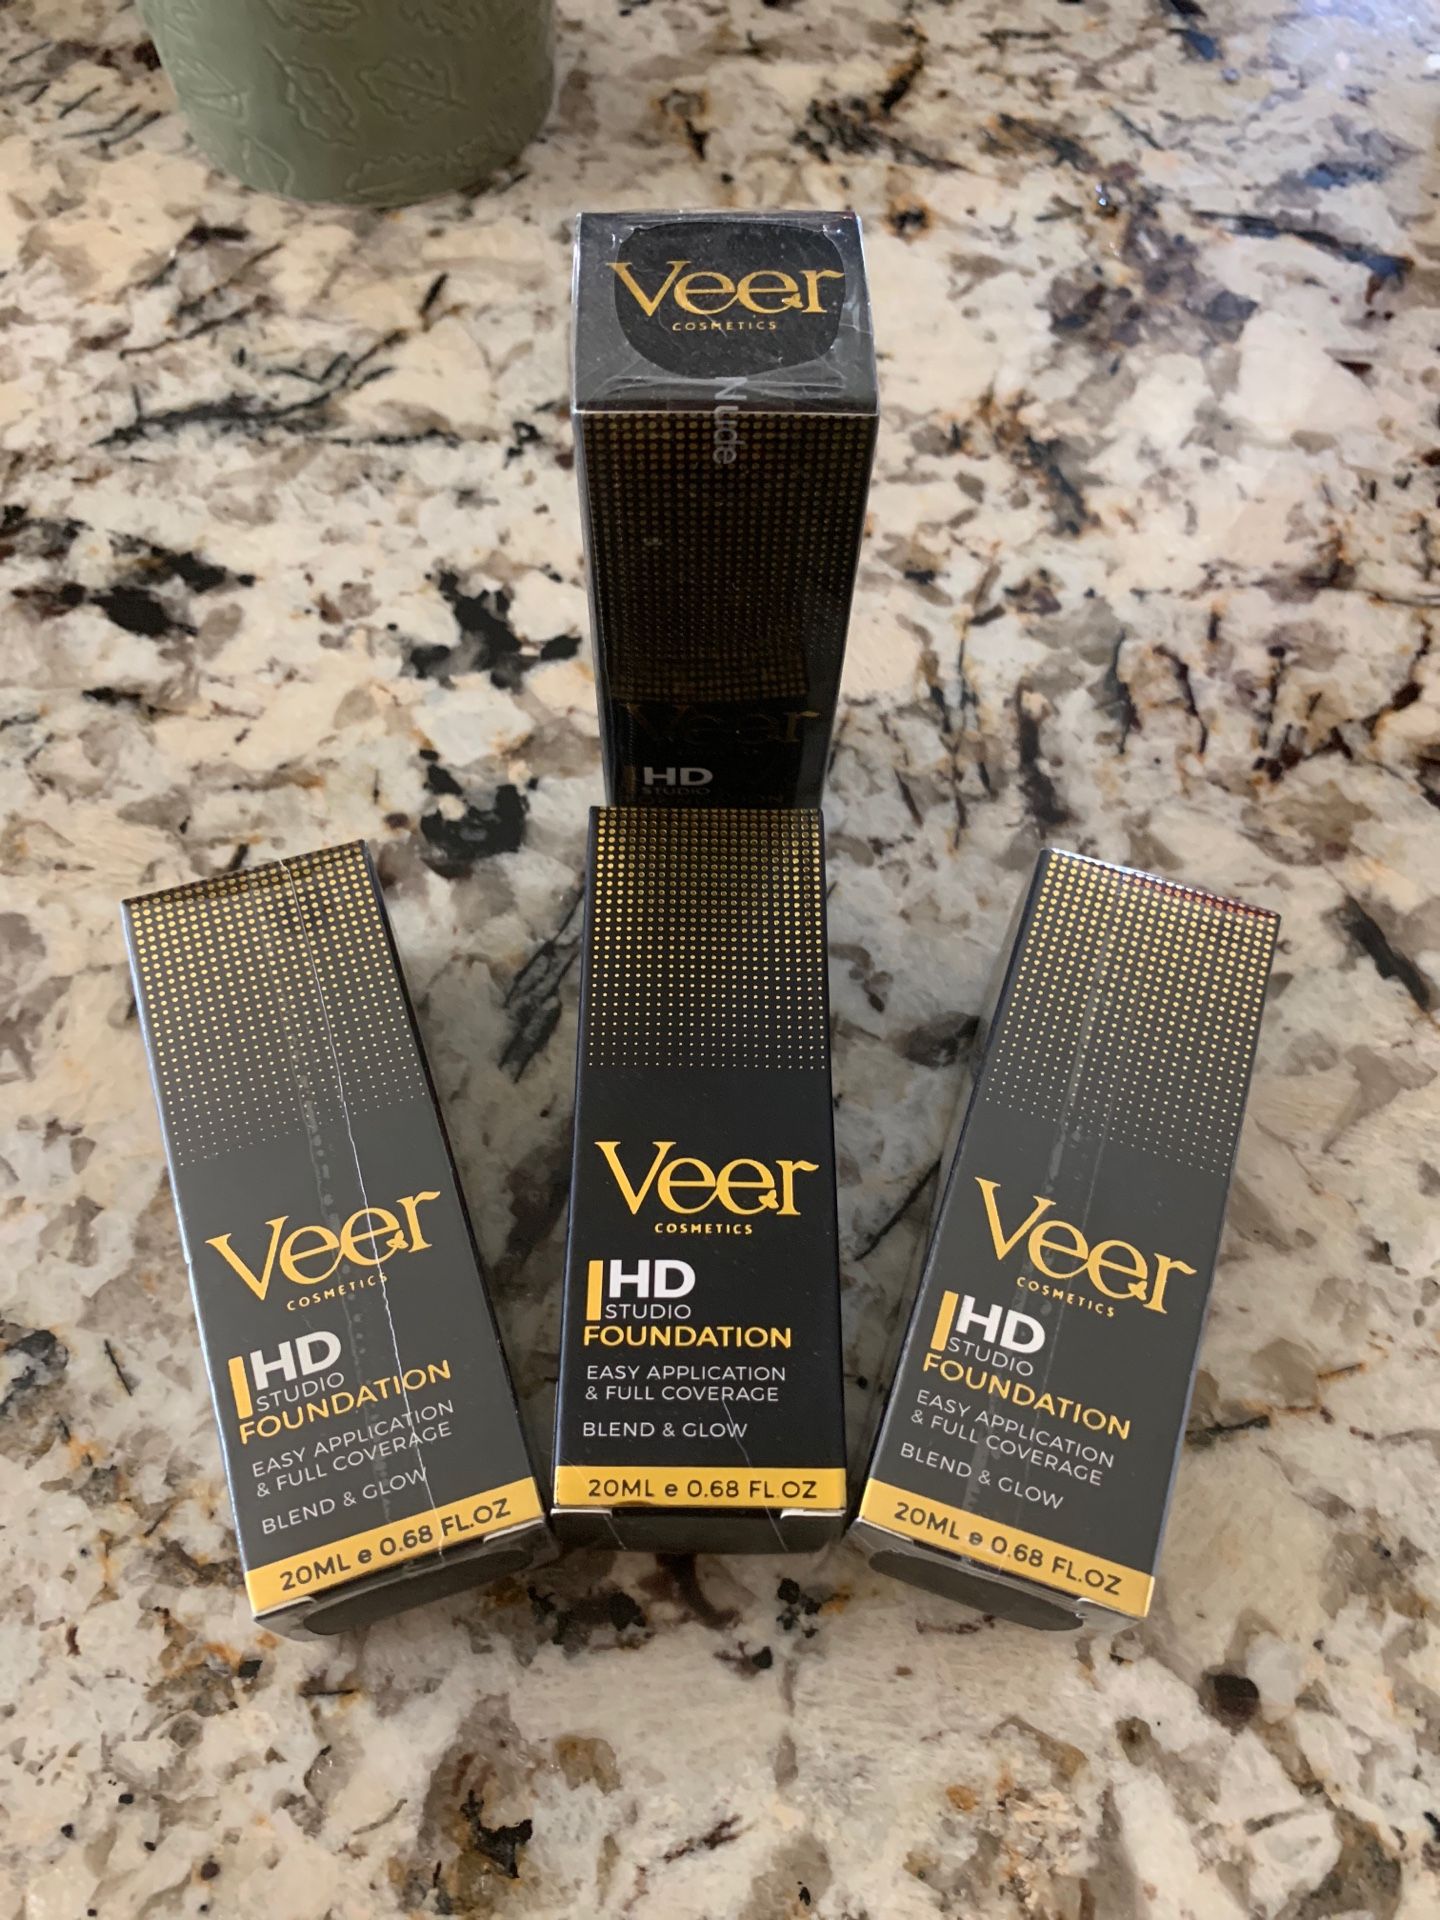 Veer
COSMETICS
Nude
Veer
HD
STUDIO
FOUNDATION
Veer
COSMETICS
HD
STUDIO
FOUNDATION
EASY APPLICATION
& FULL COVERAGE
BLEND & GLOW
20ML e 0.68 FL.OZ
Veer
COSMETICS
HD
STUDIO
FOUNDATION
EASY APPLICATION
& FULL COVERAGE
BLEND & GLOW
20ML e 0.68 FL.OZ
Veer
COSMETICS
HD
STUDIO
FOUNDATION
EASY APPLICATION
& FULL COVERAGE
BLEND & GLOW
20ML e 0.68 FL.OZ